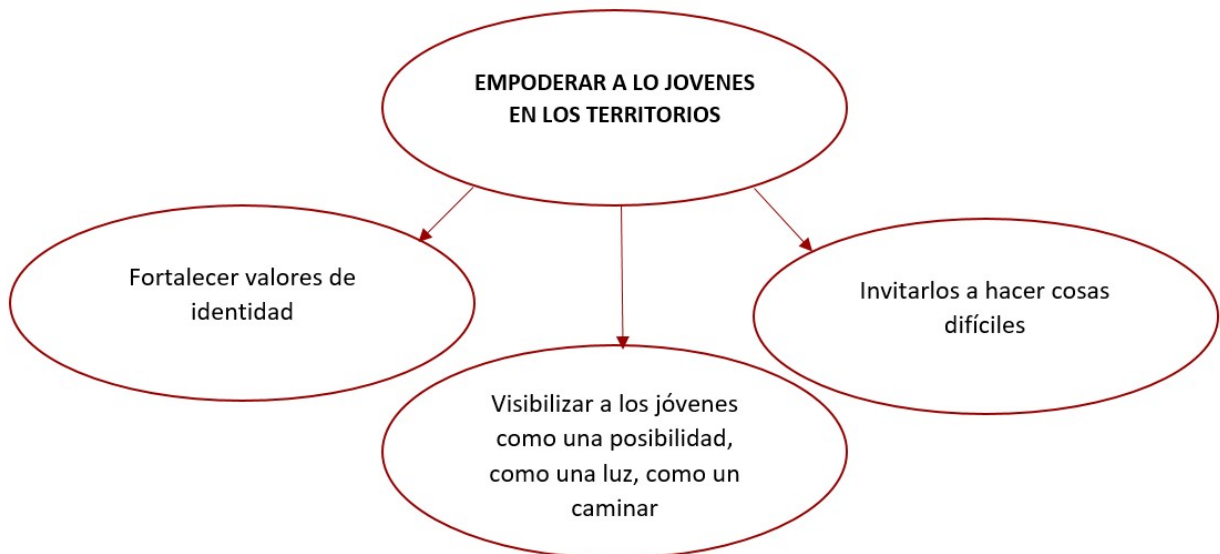 EMPODERAR A LO JOVENES
EN LOS TERRITORIOS
Fortalecer valores de
identidad
Visibilizar a los jóvenes
como una posibilidad,
como una luz, como un
caminar
Invitarlos a hacer cosas
difíciles